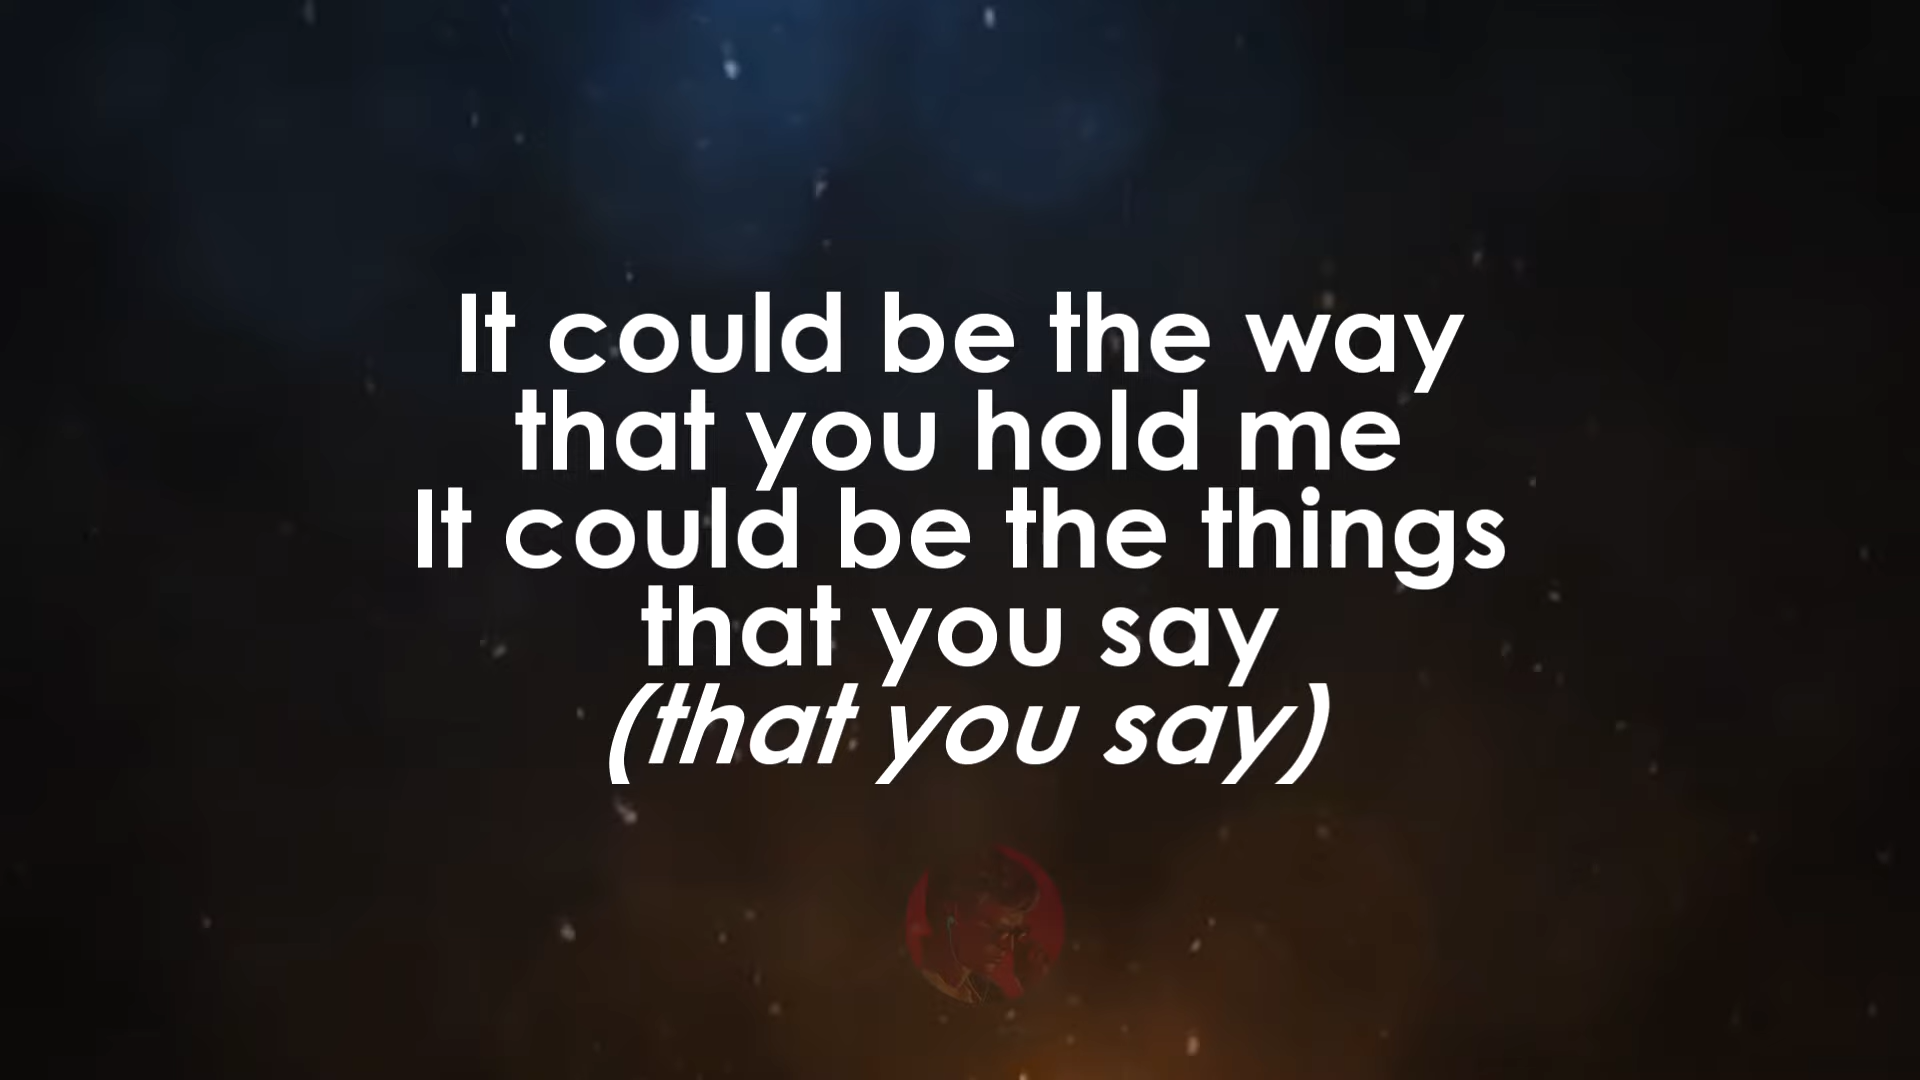 It could be the way
that you hold me
It could be the things
that you say
(that you say)